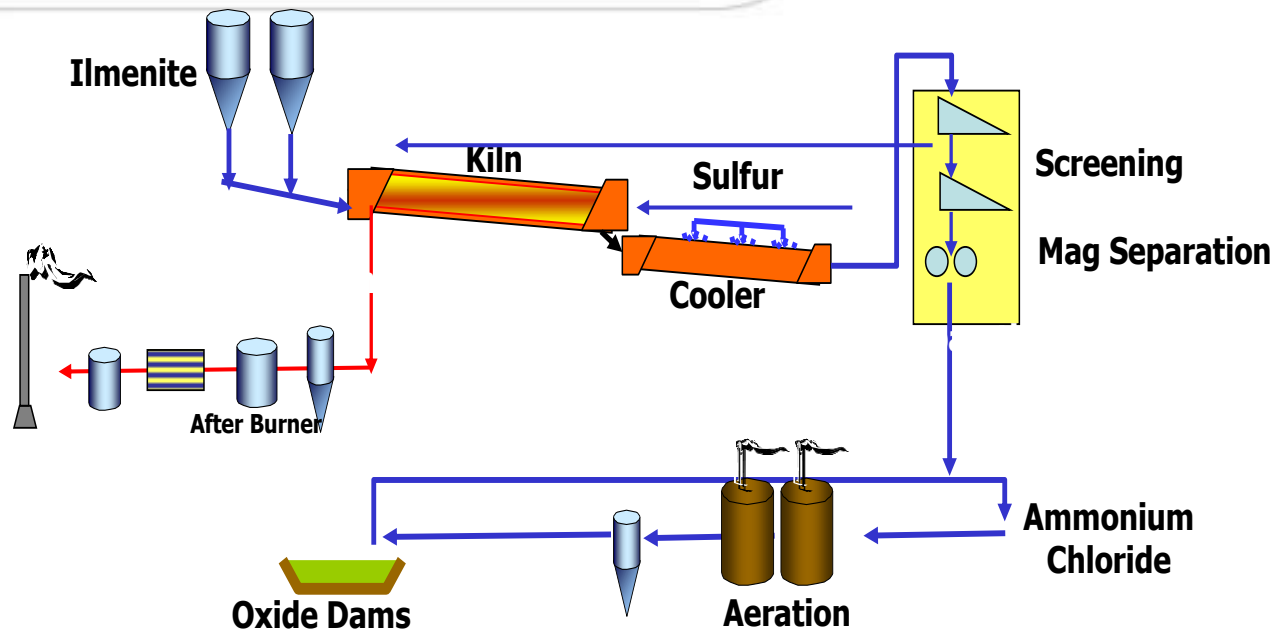 Ilmenite
Kiln
Sulfur
Screening
Mag Separation
Cooler
After Burner
Ammonium
Chloride
Oxide Dams
Aeration